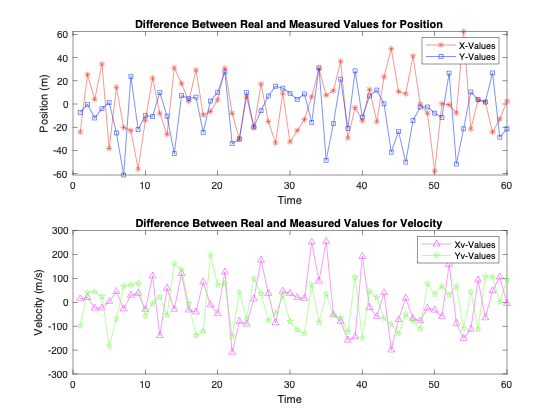 Difference Between Real and Measured Values for Position
60
40
20
0
-20
-40
-60
Position (m)
X-Values
Y-Values
0 10 20 30 40 50 60
Time
Difference Between Real and Measured Values for Velocity
300
200
100
0
-100
-200
-300
Velocity (m/s)
Xv-Values
Yv-Values
0 10 20 30 40 50 60
Time